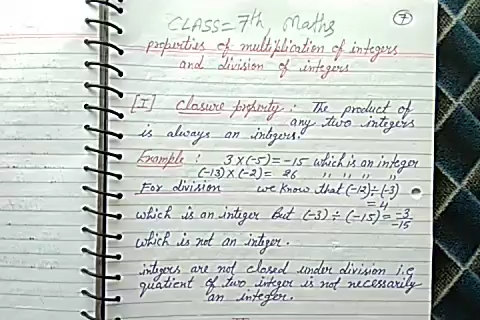 CLASS = 7th, Maths
7
properties of multiplication of integers
and division of integers
[I] Closure property : The product of
any two integers
is always an integers.
Example : 3 × (-5) = -15 which is an integer
(-13) × (-2) = 26 " " " "
For division we know that (-12) ÷ (-3)
= 4
which is an integer But (-3) ÷ (-15) = -3/-15
which is not an integer.
integers are not closed under division i.e
quatient of two integer is not necessarily
an integer.